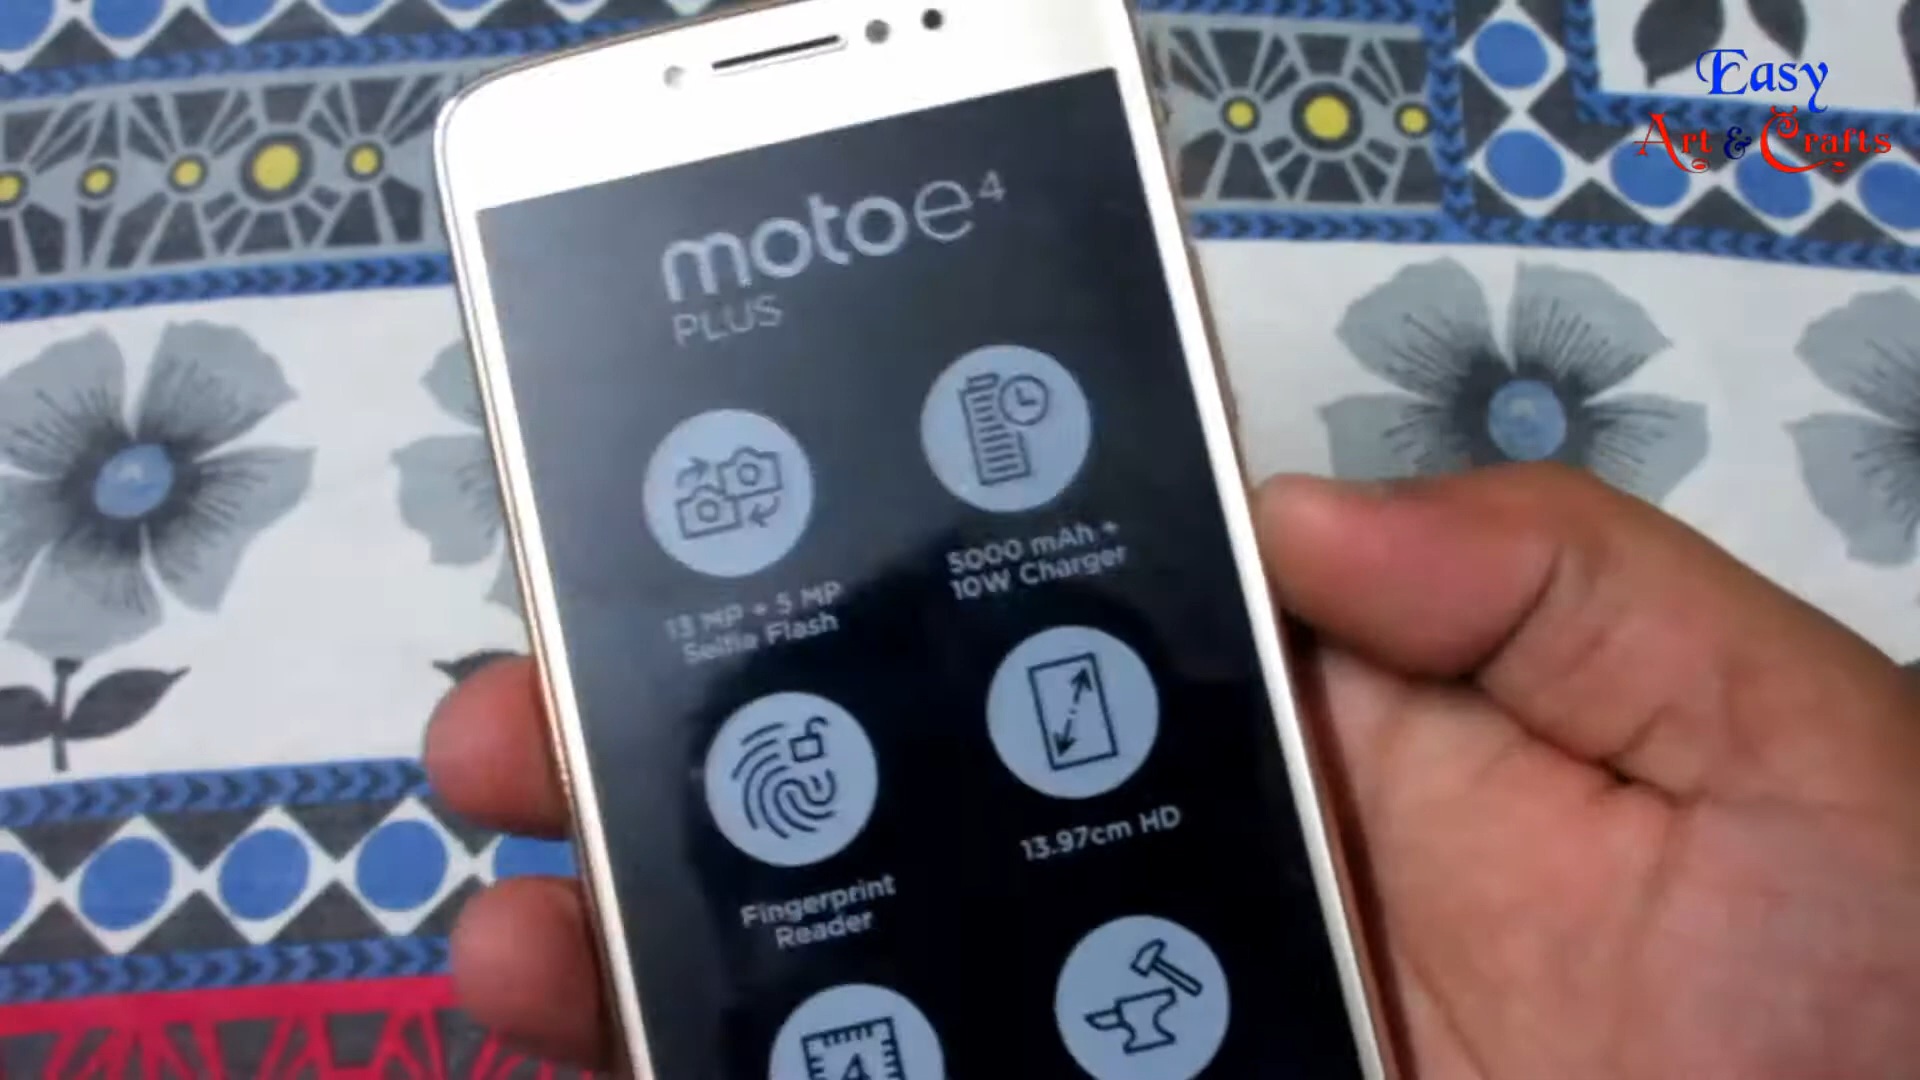 Easy
Art & Crafts
moto e4
PLUS
13 MP + 5 MP
Selfie Flash
5000 mAh +
10W Charger
Fingerprint
Reader
13.97cm HD
4